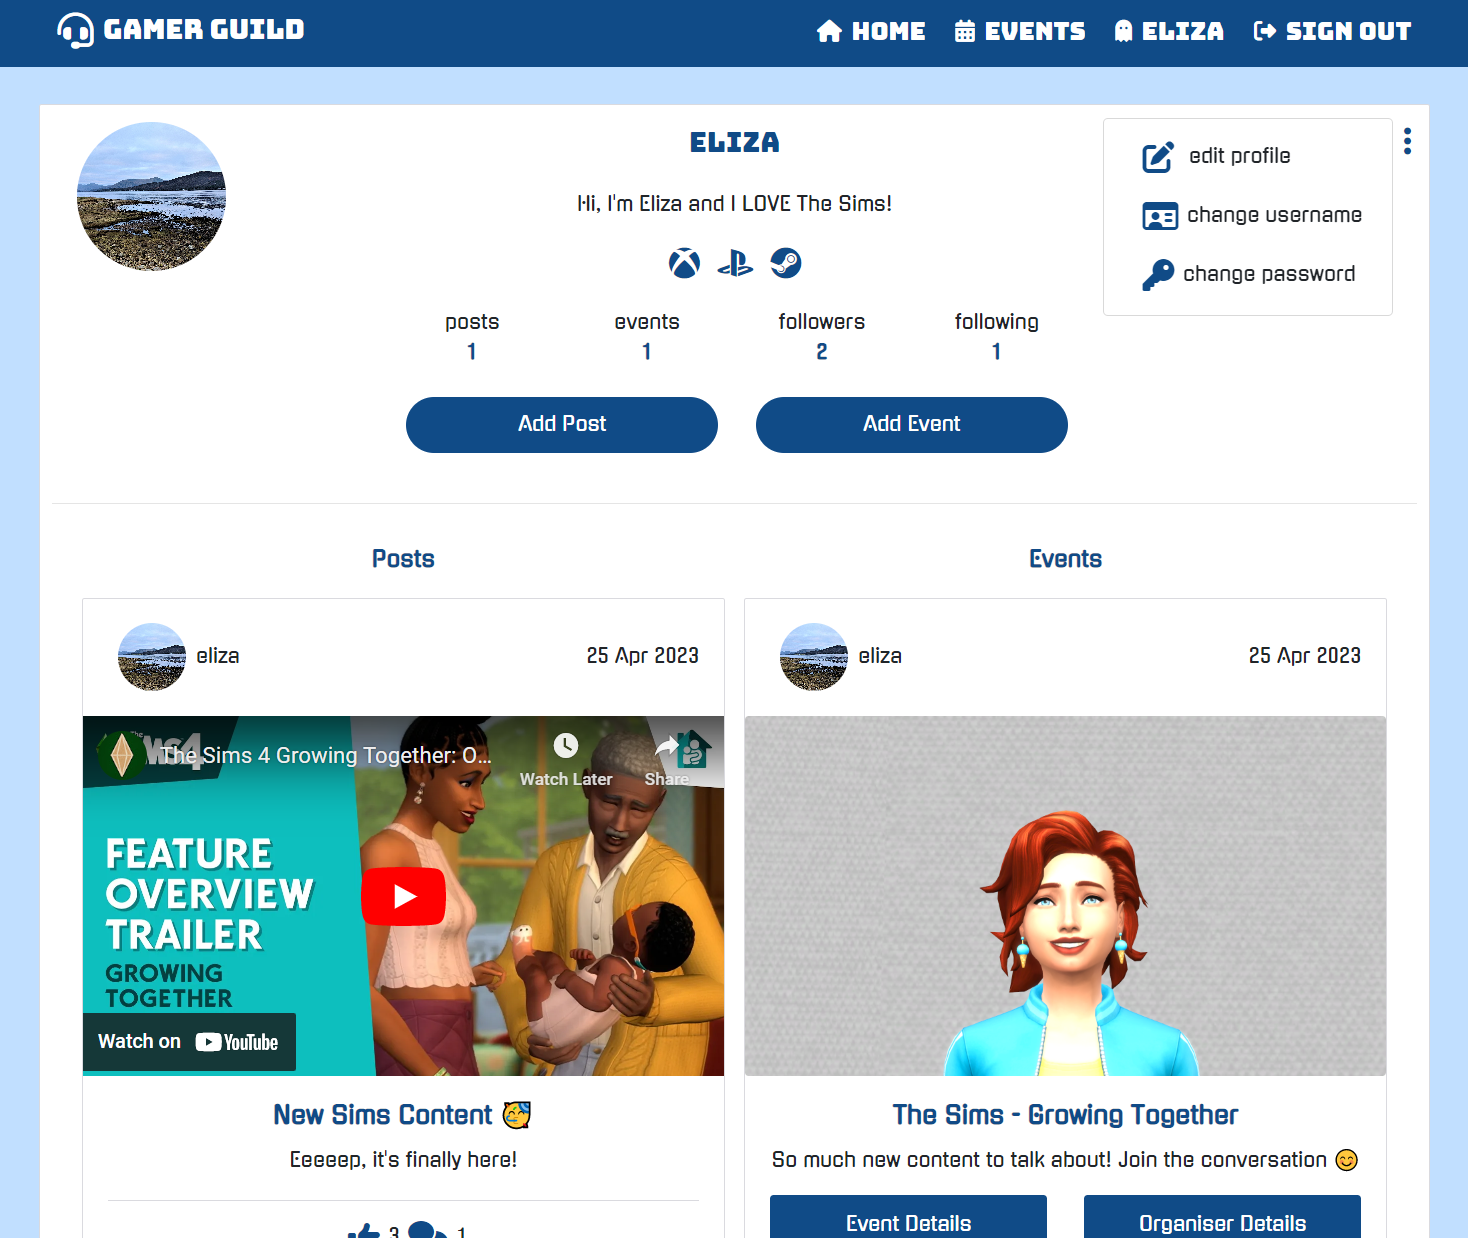 GAMER GUILD
HOME
EVENTS
ELIZA
SIGN OUT
ELIZA
Hi, I'm Eliza and I LOVE The Sims!
edit profile
change username
change password
posts
1
events
1
followers
2
following
1
Add Post
Add Event
Posts
eliza
25 Apr 2023
The Sims 4 Growing Together: O...
Watch Later
Share
FEATURE
OVERVIEW
TRAILER
GROWING
TOGETHER
Watch on YouTube
New Sims Content 🥳
Eeeeep, it's finally here!
3
1
Events
eliza
25 Apr 2023
The Sims - Growing Together
So much new content to talk about! Join the conversation 😊
Event Details
Organiser Details